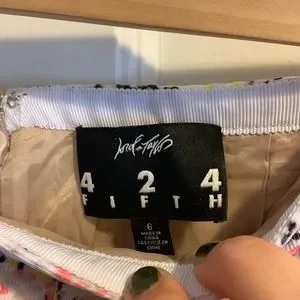 Lord & Taylor
4 2 4
F I F T H
6
MADE IN
CHINA
FABRIQUÉ EN
CHINE